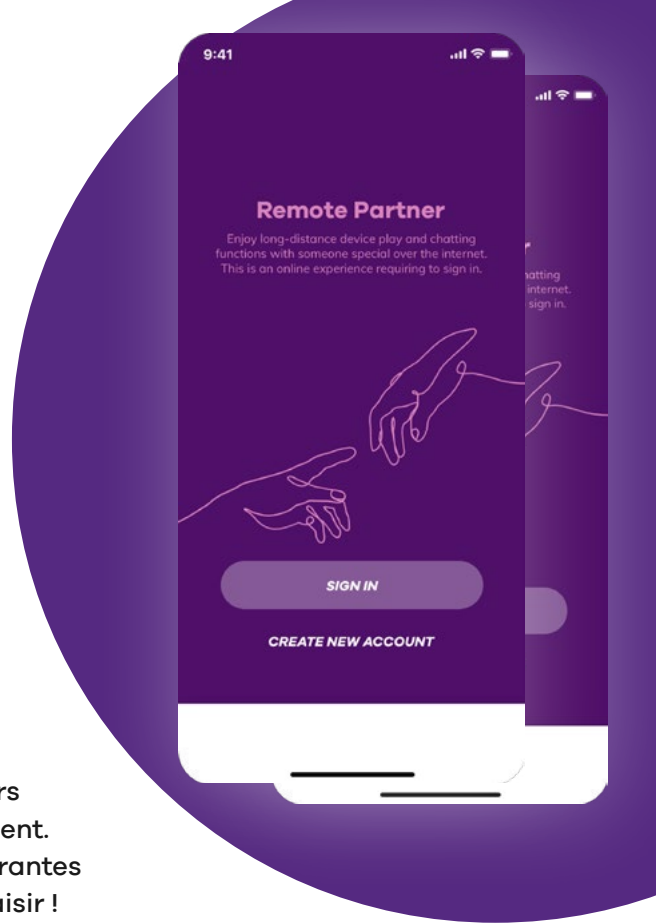 9:41
Remote Partner
Enjoy long-distance device play and chatting
functions with someone special over the internet.
This is an online experience requiring to sign in.
SIGN IN
CREATE NEW ACCOUNT
hatting
internet.
sign in.
rs
ent.
rantes
aisir !